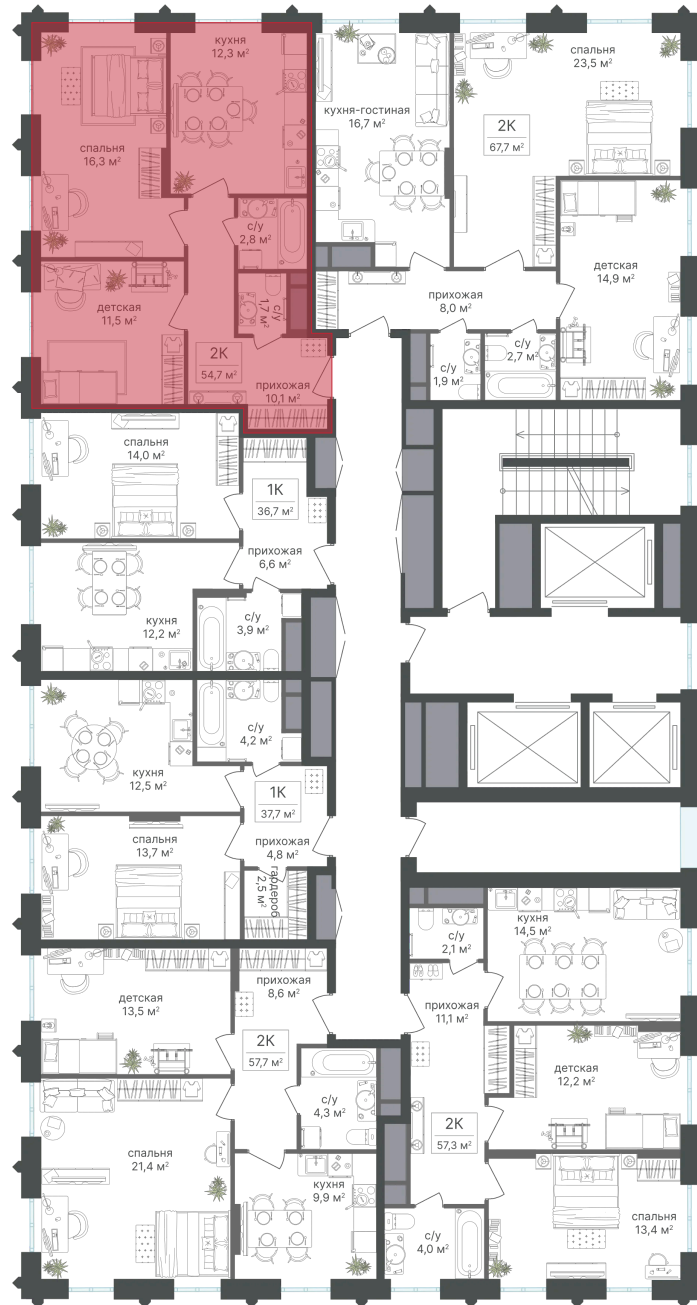 кухня
12,3 м²
спальня
16,3 м²
с/у
2,8 м²
с/у
1,7 м²
детская
11,5 м²
2К
54,7 м²
прихожая
10,1 м²
кухня-гостиная
16,7 м²
спальня
23,5 м²
2К
67,7 м²
детская
14,9 м²
прихожая
8,0 м²
с/у
2,7 м²
с/у
1,9 м²
спальня
14,0 м²
1К
36,7 м²
прихожая
6,6 м²
с/у
3,9 м²
кухня
12,2 м²
с/у
4,2 м²
кухня
12,5 м²
1К
37,7 м²
спальня
13,7 м²
прихожая
4,8 м²
гардероб
2,5 м²
кухня
14,5 м²
с/у
2,1 м²
прихожая
8,6 м²
детская
13,5 м²
прихожая
11,1 м²
2К
57,7 м²
детская
12,2 м²
с/у
4,3 м²
2К
57,3 м²
спальня
21,4 м²
кухня
9,9 м²
спальня
13,4 м²
с/у
4,0 м²